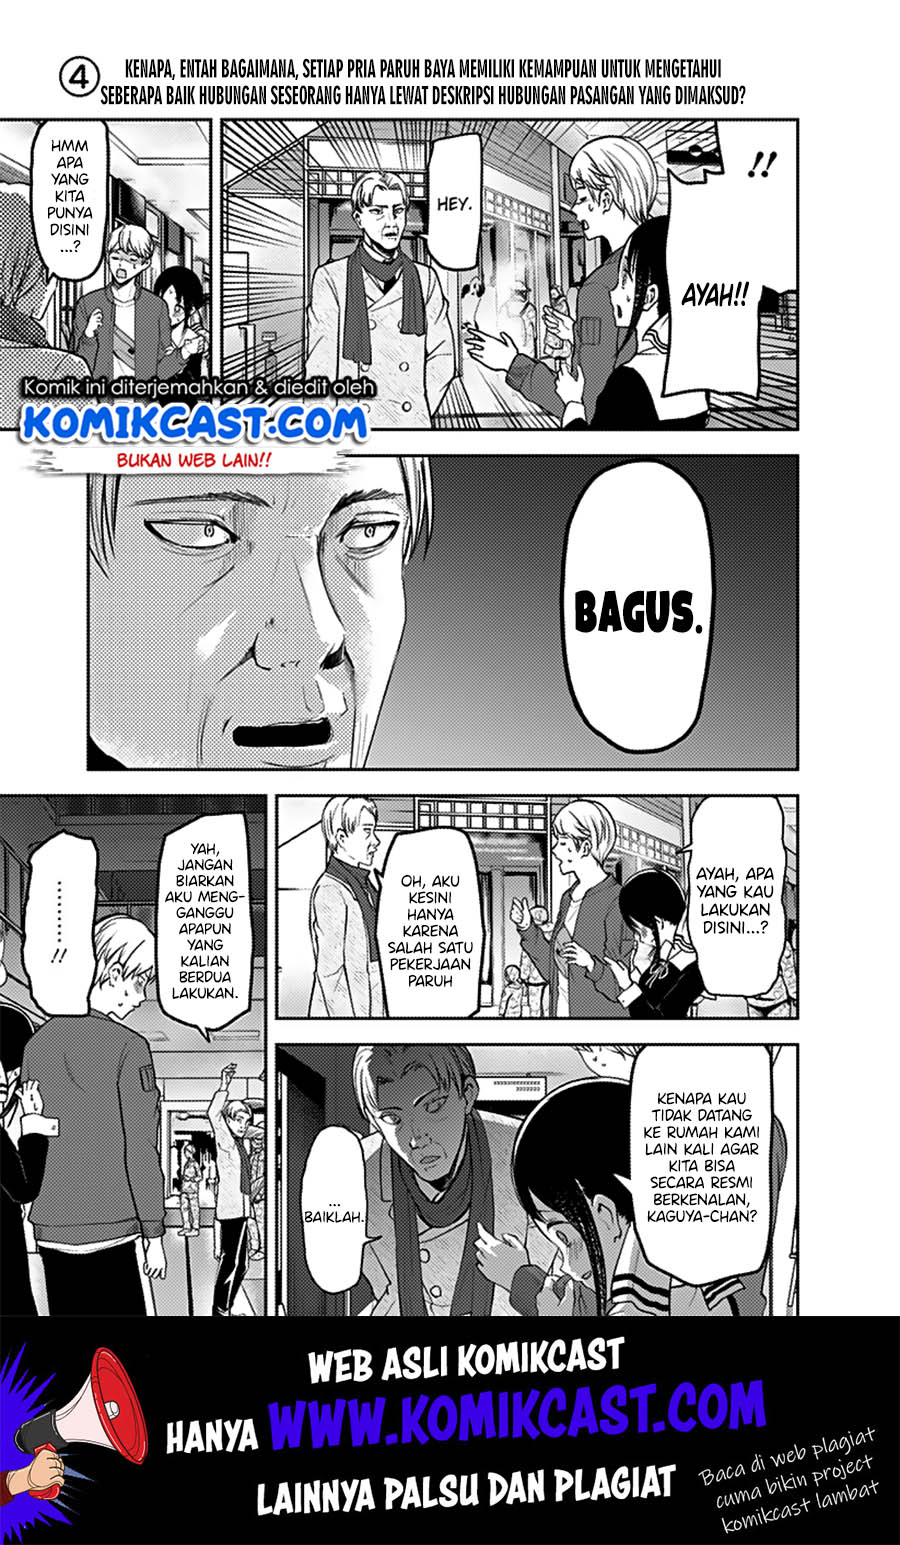 ④ KENAPA, ENTAH BAGAIMANA, SETIAP PRIA PARUH BAYA MEMILIKI KEMAMPUAN UNTUK MENGETAHUI
SEBERAPA BAIK HUBUNGAN SESEORANG HANYA LEWAT DESKRIPSI HUBUNGAN PASANGAN YANG DIMAKSUD?
!!
AYAH!!
HEY.
HMM
APA
YANG
KITA
PUNYA
DISINI
...?
Komik ini diterjemahkan & diedit oleh
KOMIKCAST.COM
BUKAN WEB LAIN!!
BAGUS.
AYAH, APA
YANG KAU
LAKUKAN
DISINI...?
OH, AKU
KESINI
HANYA
KARENA
SALAH SATU
PEKERJAAN
PARUH
KENAPA KAU
TIDAK DATANG
KE RUMAH KAMI
LAIN KALI AGAR
KITA BISA
SECARA RESMI
BERKENALAN,
KAGUYA-CHAN?
...
BAIKLAH.
YAH,
JANGAN
BIARKAN
AKU MENG-
GANGGU
APAPUN
YANG
KALIAN
BERDUA
LAKUKAN.
.........!!
WEB ASLI KOMIKCAST
HANYA WWW.KOMIKCAST.COM
LAINNYA PALSU DAN PLAGIAT
Baca di web plagiat
cuma bikin project
komikcast lambat